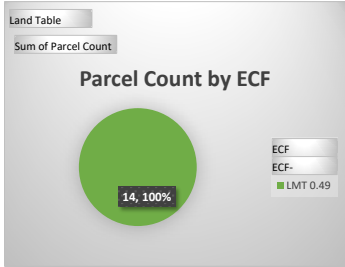 Land Table
Sum of Parcel Count
Parcel Count by ECF
14, 100%
ECF
ECF-
LMT 0.49